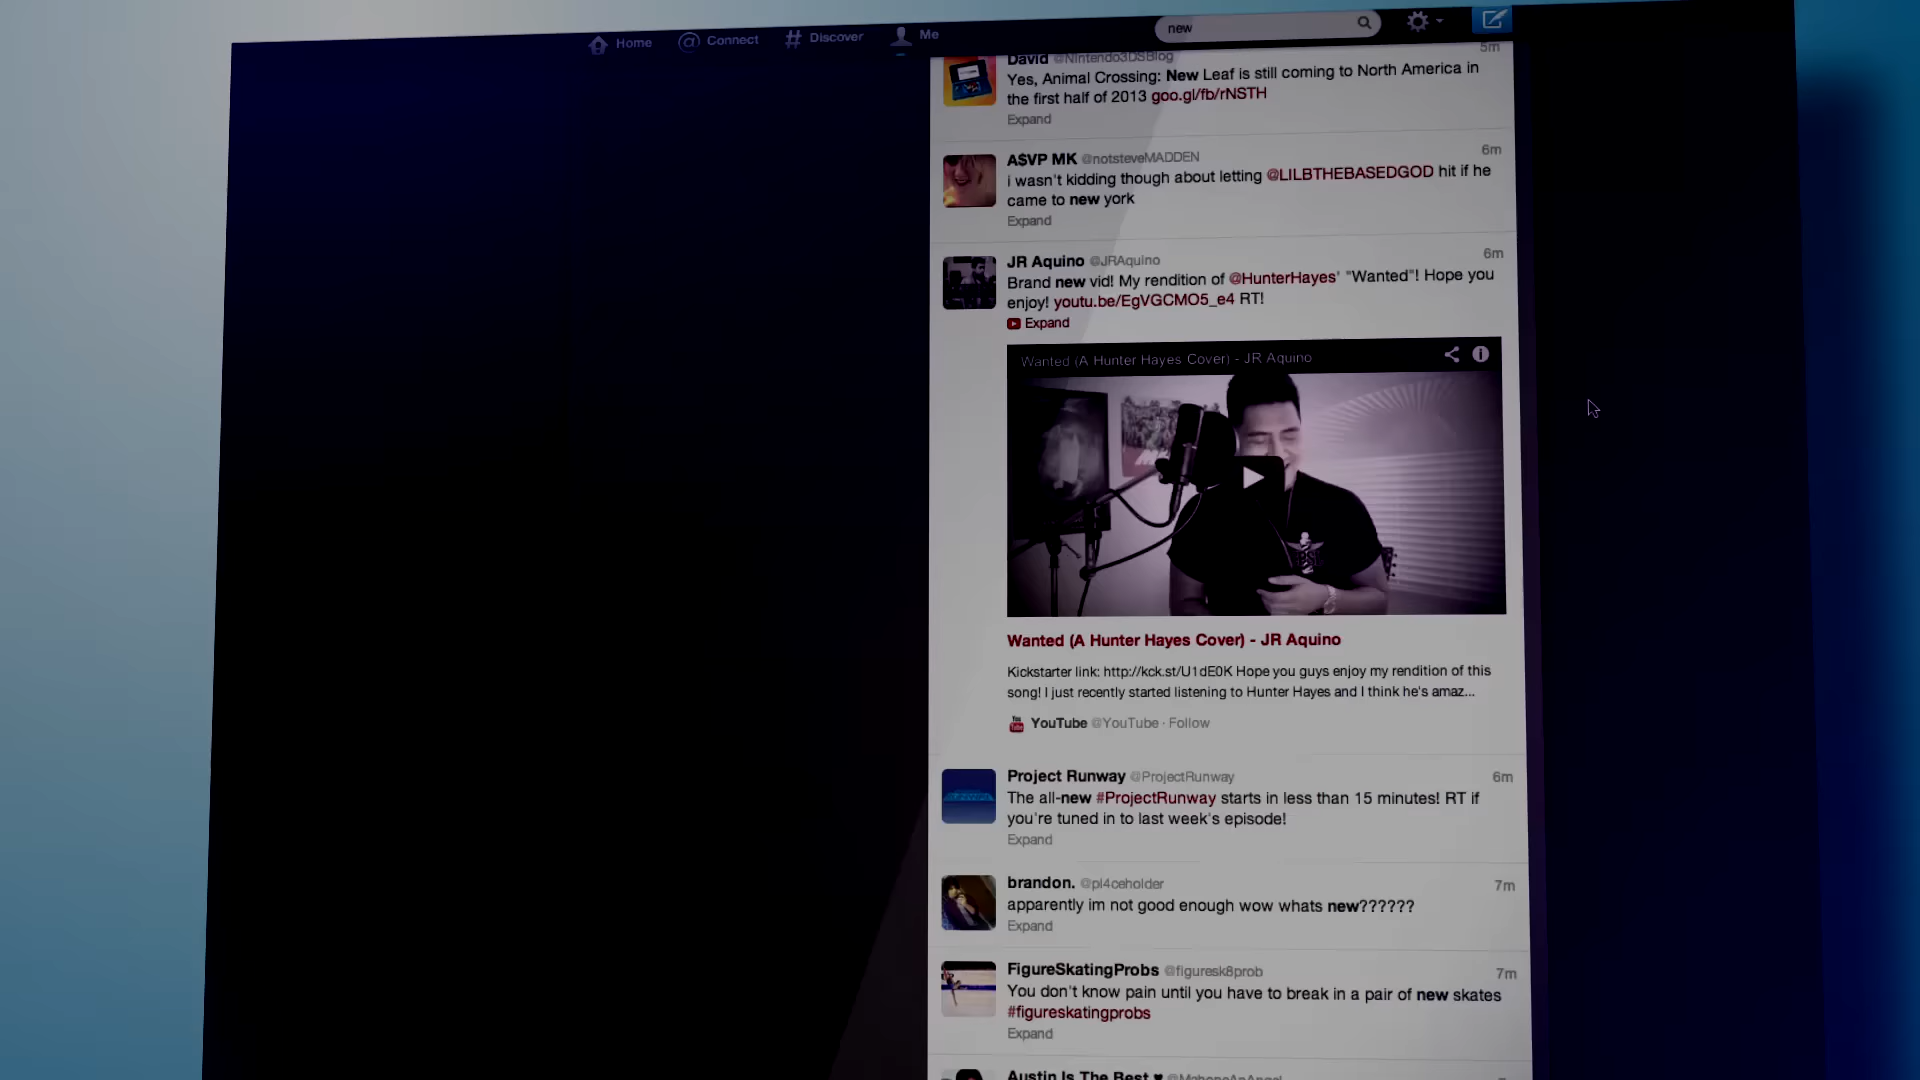 Home
Connect
Discover
Me
new
David @Nintendo3DSBlog
5m
Yes, Animal Crossing: New Leaf is still coming to North America in
the first half of 2013 goo.gl/fb/rNSTH
Expand
A$VP MK @notsteveMADDEN
6m
i wasn't kidding though about letting @LILBTHEBASEDGOD hit if he
came to new york
Expand
JR Aquino @JRAquino
6m
Brand new vid! My rendition of @HunterHayes' "Wanted"! Hope you
enjoy! youtu.be/EgVGCMO5_e4 RT!
Expand
Wanted (A Hunter Hayes Cover) - JR Aquino
Wanted (A Hunter Hayes Cover) - JR Aquino
Kickstarter link: http://kck.st/U1dE0K Hope you guys enjoy my rendition of this
song! I just recently started listening to Hunter Hayes and I think he's amaz...
YouTube @YouTube · Follow
Project Runway @ProjectRunway
6m
The all-new #ProjectRunway starts in less than 15 minutes! RT if
you're tuned in to last week's episode!
Expand
brandon. @pl4ceholder
7m
apparently im not good enough wow whats new??????
Expand
FigureSkatingProbs @figuresk8prob
7m
You don't know pain until you have to break in a pair of new skates
#figureskatingprobs
Expand
Austin Is The Best ♥ @MahoneAnAngel